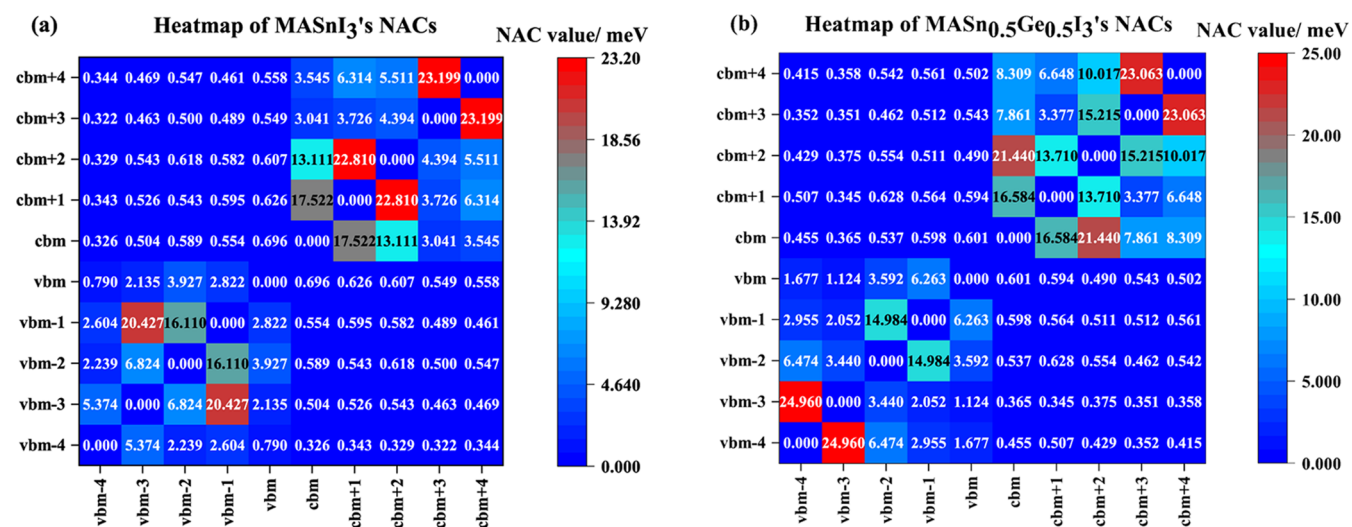 (a) Heatmap of MASnI3's NACs
NAC value/ meV
cbm+4 0.344 0.469 0.547 0.461 0.558 3.545 6.314 5.511 23.199 0.000
cbm+3 0.322 0.463 0.500 0.489 0.549 3.041 3.726 4.394 0.000 23.199
cbm+2 0.329 0.543 0.618 0.582 0.607 13.111 22.810 0.000 4.394 5.511
cbm+1 0.343 0.526 0.543 0.595 0.626 17.522 0.000 22.810 3.726 6.314
cbm 0.326 0.504 0.589 0.554 0.696 0.000 17.522 13.111 3.041 3.545
vbm 0.790 2.135 3.927 2.822 0.000 0.696 0.626 0.607 0.549 0.558
vbm-1 2.604 20.427 16.110 0.000 2.822 0.554 0.595 0.582 0.489 0.461
vbm-2 2.239 6.824 0.000 16.110 3.927 0.589 0.543 0.618 0.500 0.547
vbm-3 5.374 0.000 6.824 20.427 2.135 0.504 0.526 0.543 0.463 0.469
vbm-4 0.000 5.374 2.239 2.604 0.790 0.326 0.343 0.329 0.322 0.344
vbm-4 vbm-3 vbm-2 vbm-1 vbm cbm cbm+1 cbm+2 cbm+3 cbm+4
23.20
18.56
13.92
9.280
4.640
0.000
(b) Heatmap of MASn0.5Ge0.5I3's NACs
NAC value/ meV
cbm+4 0.415 0.358 0.542 0.561 0.502 8.309 6.648 10.017 23.063 0.000
cbm+3 0.352 0.351 0.462 0.512 0.543 7.861 3.377 15.215 0.000 23.063
cbm+2 0.429 0.375 0.554 0.511 0.490 21.440 13.710 0.000 15.215 10.017
cbm+1 0.507 0.345 0.628 0.564 0.594 16.584 0.000 13.710 3.377 6.648
cbm 0.455 0.365 0.537 0.598 0.601 0.000 16.584 21.440 7.861 8.309
vbm 1.677 1.124 3.592 6.263 0.000 0.601 0.594 0.490 0.543 0.502
vbm-1 2.955 2.052 14.984 0.000 6.263 0.598 0.564 0.511 0.512 0.561
vbm-2 6.474 3.440 0.000 14.984 3.592 0.537 0.628 0.554 0.462 0.542
vbm-3 24.960 0.000 3.440 2.052 1.124 0.365 0.345 0.375 0.351 0.358
vbm-4 0.000 24.960 6.474 2.955 1.677 0.455 0.507 0.429 0.352 0.415
vbm-4 vbm-3 vbm-2 vbm-1 vbm cbm cbm+1 cbm+2 cbm+3 cbm+4
25.00
20.00
15.00
10.00
5.000
0.000